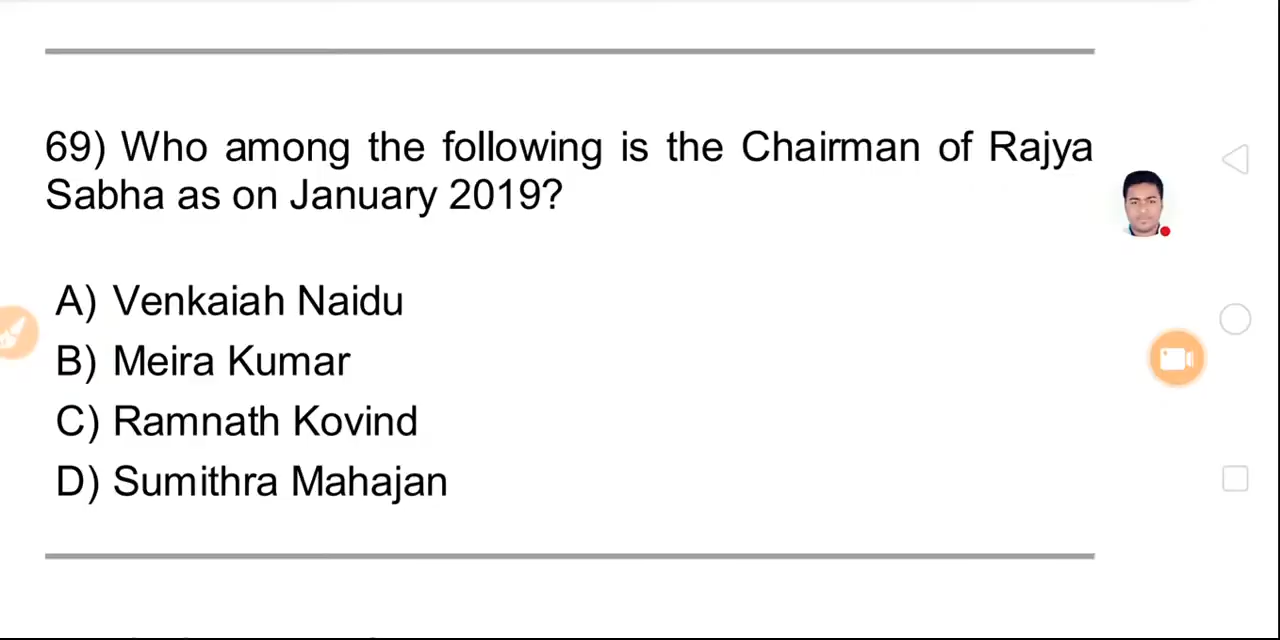 69) Who among the following is the Chairman of Rajya
Sabha as on January 2019?
A) Venkaiah Naidu
B) Meira Kumar
C) Ramnath Kovind
D) Sumithra Mahajan